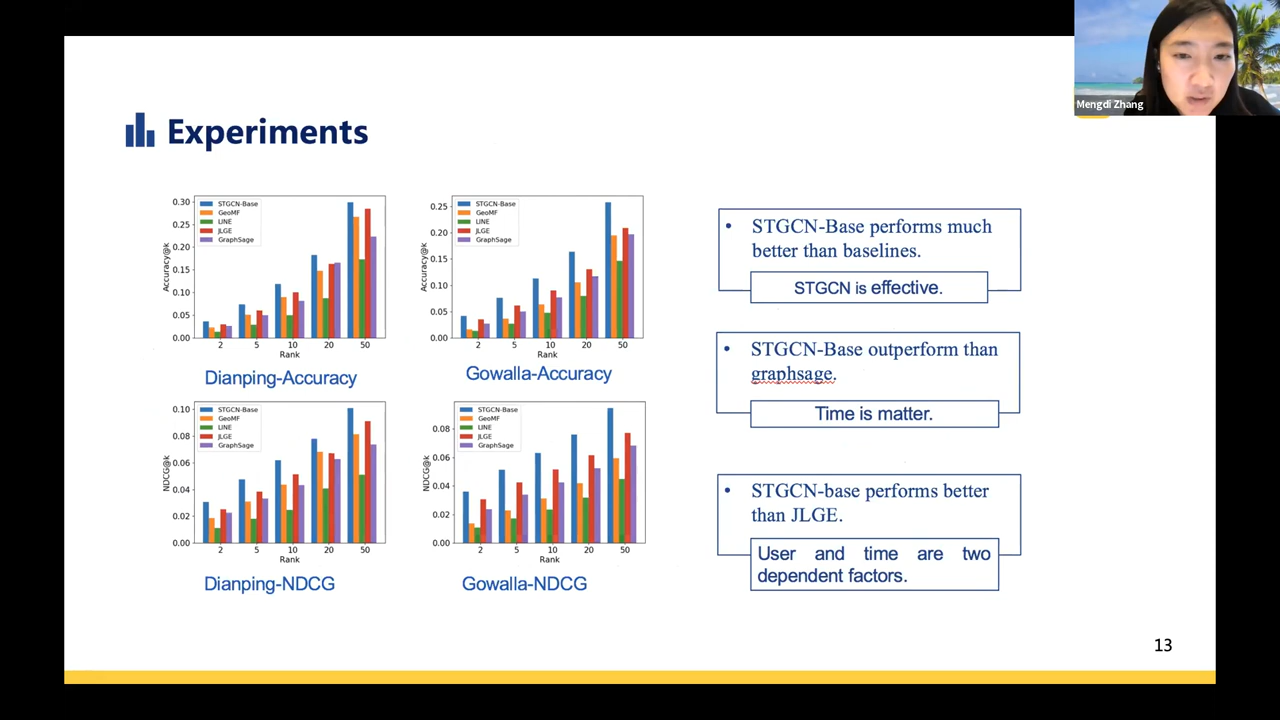 Mengdi Zhang
Experiments
0.30
0.25
0.20
0.15
0.10
0.05
0.00
Accuracy@k
STGCN-Base
GeoMF
LINE
JLGE
GraphSage
2 5 10 20 50
Rank
Dianping-Accuracy
0.25
0.20
0.15
0.10
0.05
0.00
Accuracy@k
STGCN-Base
GeoMF
LINE
JLGE
GraphSage
2 5 10 20 50
Rank
Gowalla-Accuracy
0.10
0.08
0.06
0.04
0.02
0.00
NDCG@k
STGCN-Base
GeoMF
LINE
JLGE
GraphSage
2 5 10 20 50
Rank
Dianping-NDCG
0.08
0.06
0.04
0.02
0.00
NDCG@k
STGCN-Base
GeoMF
LINE
JLGE
GraphSage
2 5 10 20 50
Rank
Gowalla-NDCG
• STGCN-Base performs much
better than baselines.
STGCN is effective.
• STGCN-Base outperform than
graphsage.
Time is matter.
• STGCN-base performs better
than JLGE.
User and time are two
dependent factors.
13